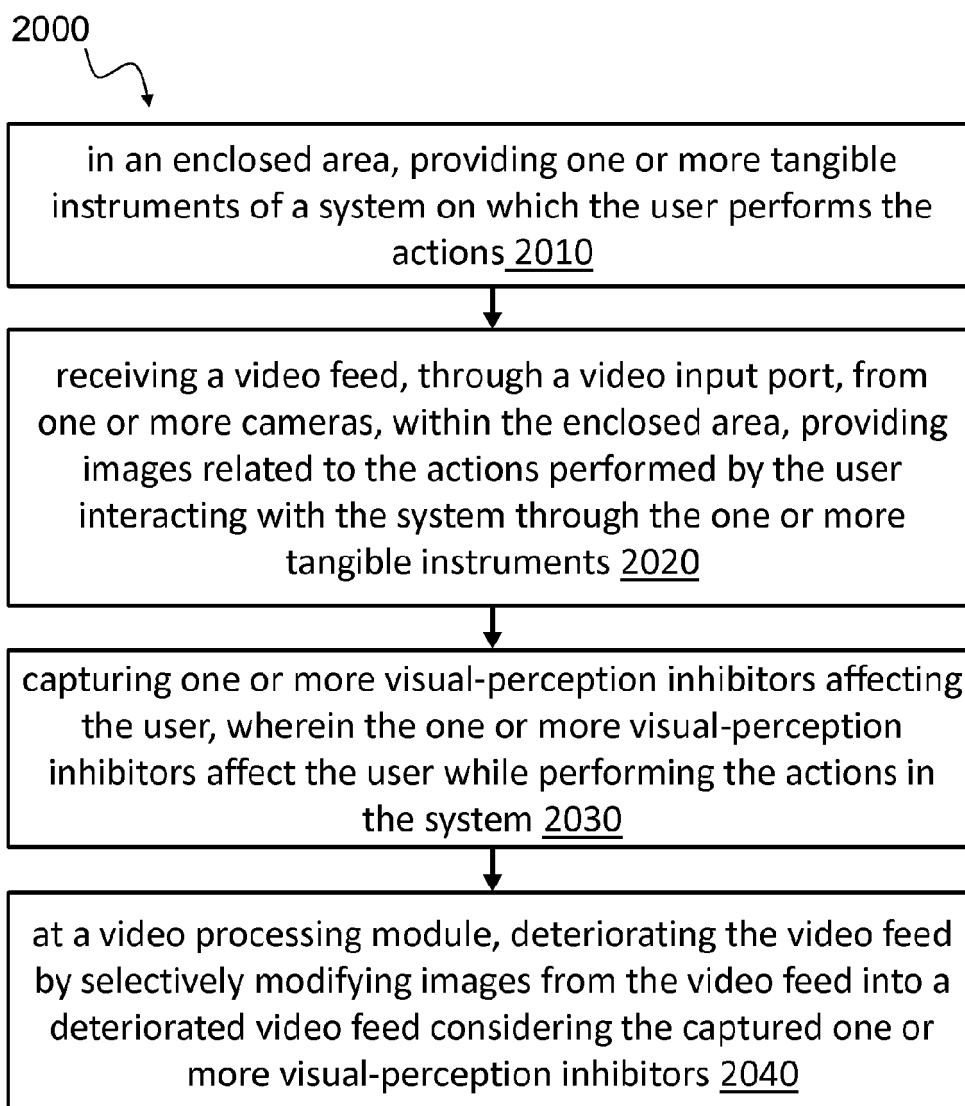 2000
in an enclosed area, providing one or more tangible
instruments of a system on which the user performs the
actions 2010
receiving a video feed, through a video input port, from
one or more cameras, within the enclosed area, providing
images related to the actions performed by the user
interacting with the system through the one or more
tangible instruments 2020
capturing one or more visual-perception inhibitors affecting
the user, wherein the one or more visual-perception
inhibitors affect the user while performing the actions in
the system 2030
at a video processing module, deteriorating the video feed
by selectively modifying images from the video feed into a
deteriorated video feed considering the captured one or
more visual-perception inhibitors 2040